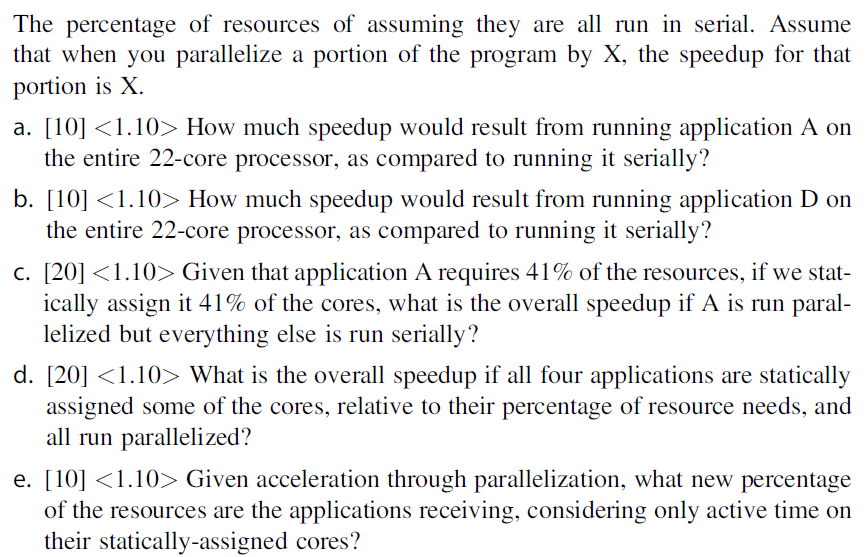 The percentage of resources of assuming they are all run in serial. Assume
that when you parallelize a portion of the program by X, the speedup for that
portion is X.
a. [10] <1.10> How much speedup would result from running application A on
the entire 22-core processor, as compared to running it serially?
b. [10] <1.10> How much speedup would result from running application D on
the entire 22-core processor, as compared to running it serially?
c. [20] <1.10> Given that application A requires 41% of the resources, if we stat-
ically assign it 41% of the cores, what is the overall speedup if A is run paral-
lelized but everything else is run serially?
d. [20] <1.10> What is the overall speedup if all four applications are statically
assigned some of the cores, relative to their percentage of resource needs, and
all run parallelized?
e. [10] <1.10> Given acceleration through parallelization, what new percentage
of the resources are the applications receiving, considering only active time on
their statically-assigned cores?